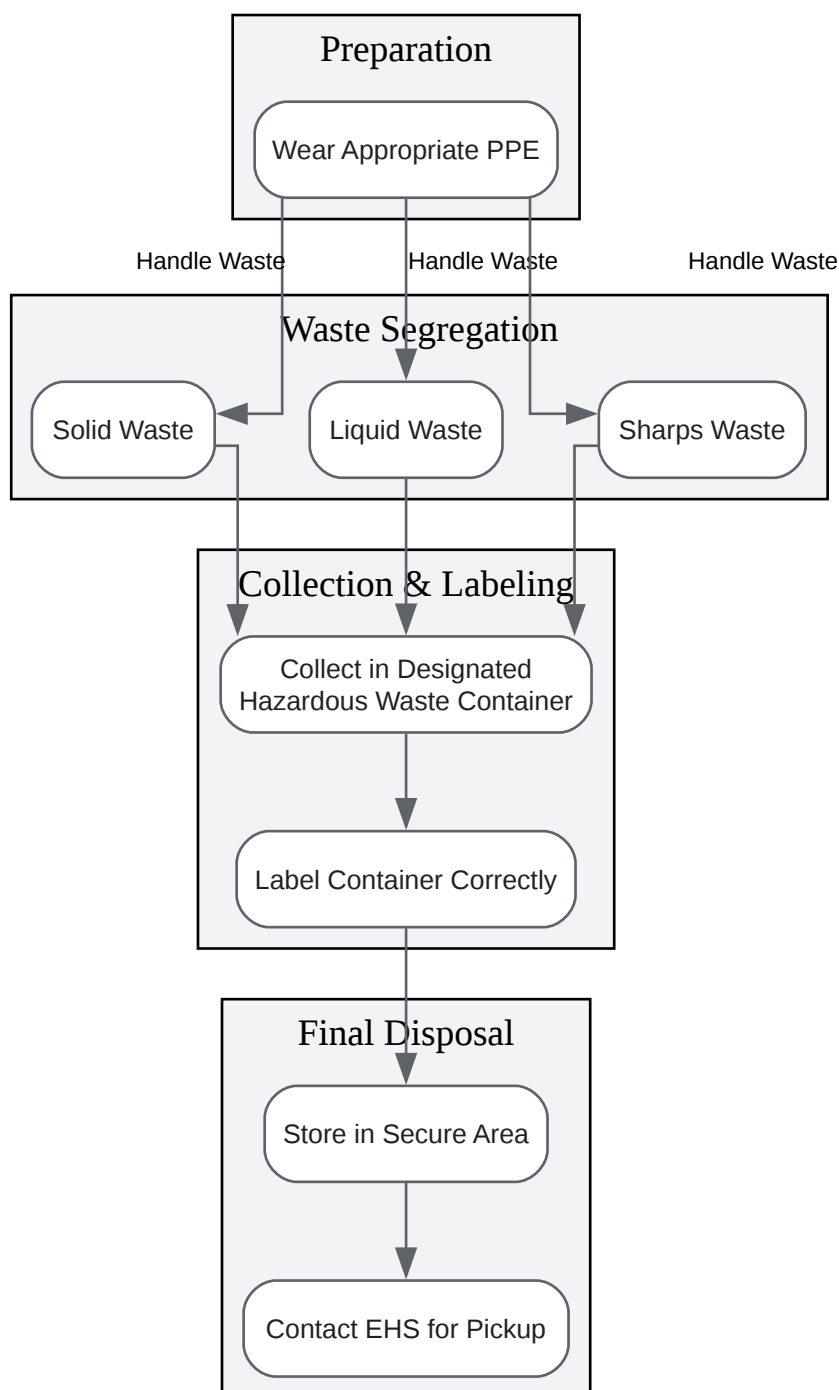 Preparation
Wear Appropriate PPE
Handle Waste
Handle Waste
Handle Waste
Waste Segregation
Solid Waste
Liquid Waste
Sharps Waste
Collection & Labeling
Collect in Designated
Hazardous Waste Container
Label Container Correctly
Final Disposal
Store in Secure Area
Contact EHS for Pickup